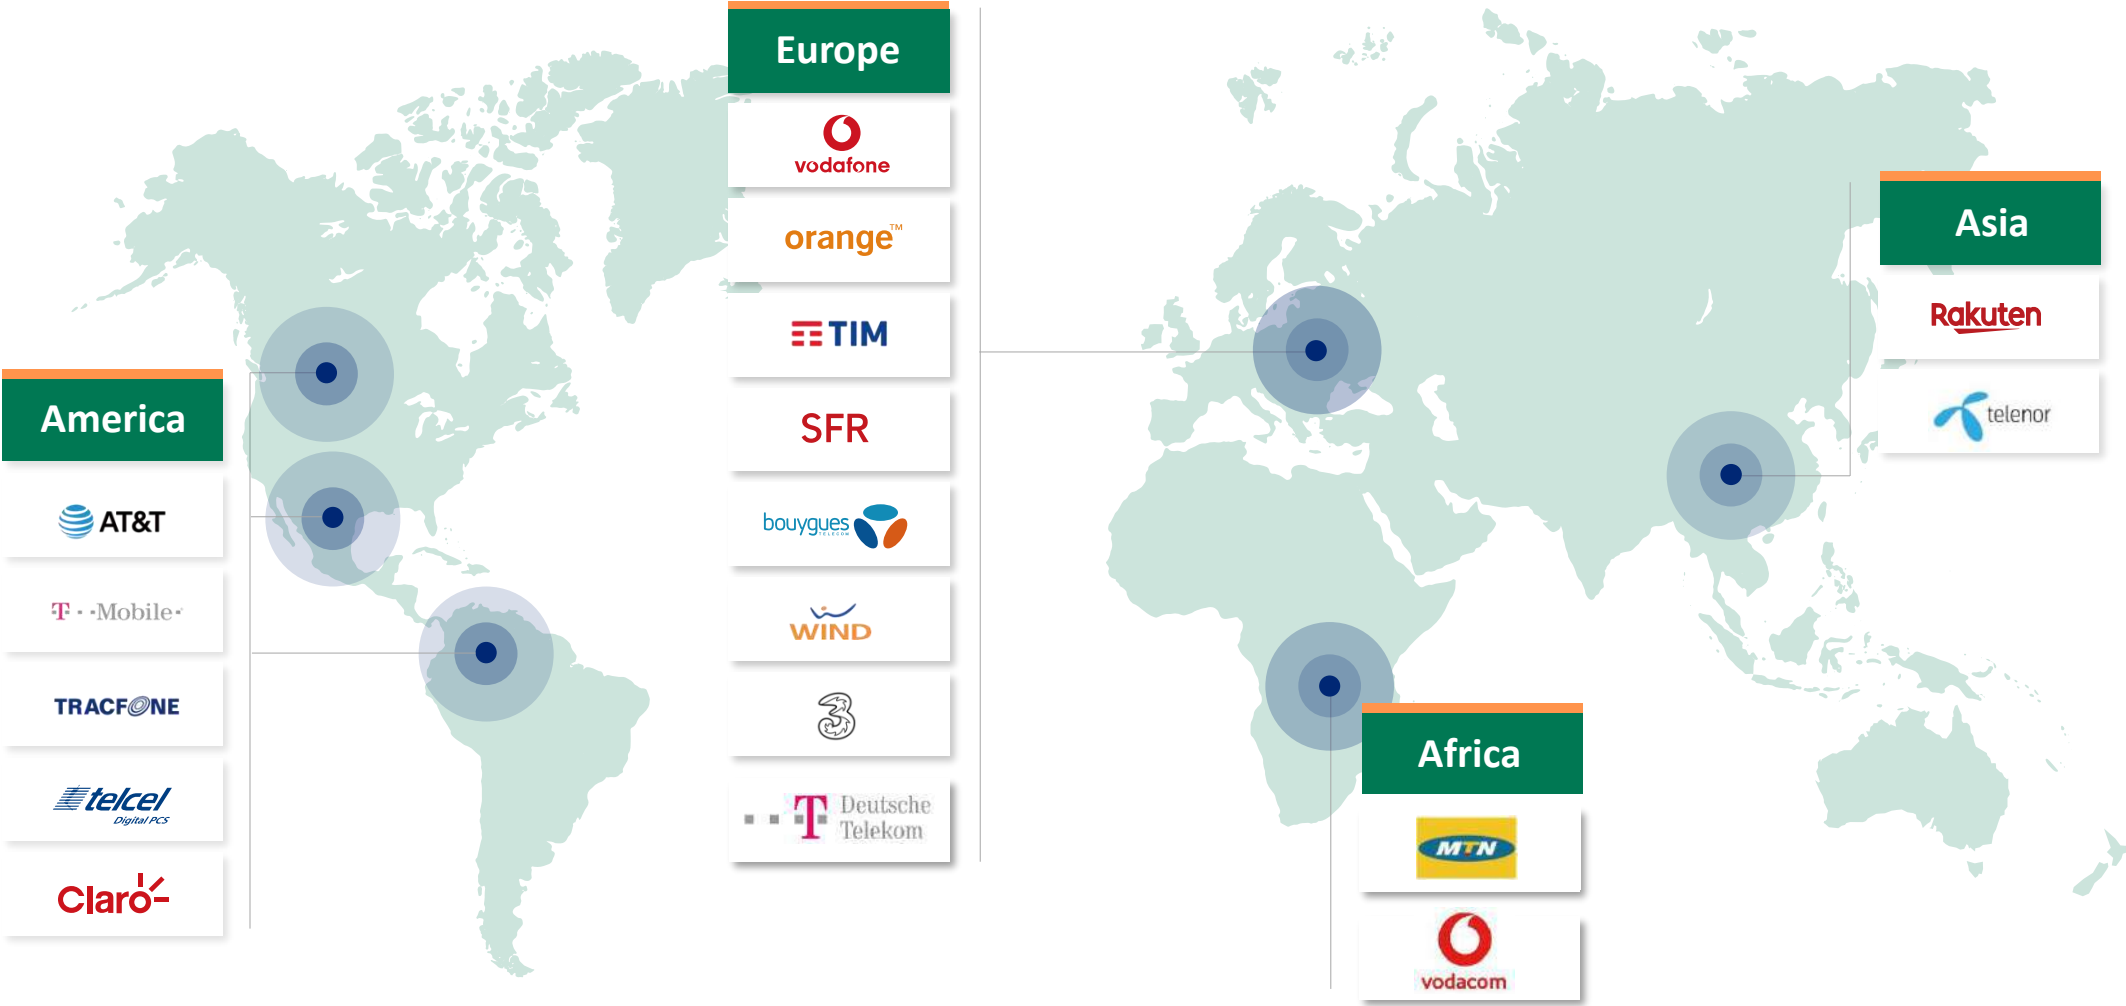 America
AT&T
T··Mobile·
TRACFONE
telcel
Digital PCS
Claro
Europe
vodafone
orange™
TIM
SFR
bouygues
TELECOM
WIND
3
T Deutsche
Telekom
Africa
MTN
vodacom
Asia
Rakuten
telenor